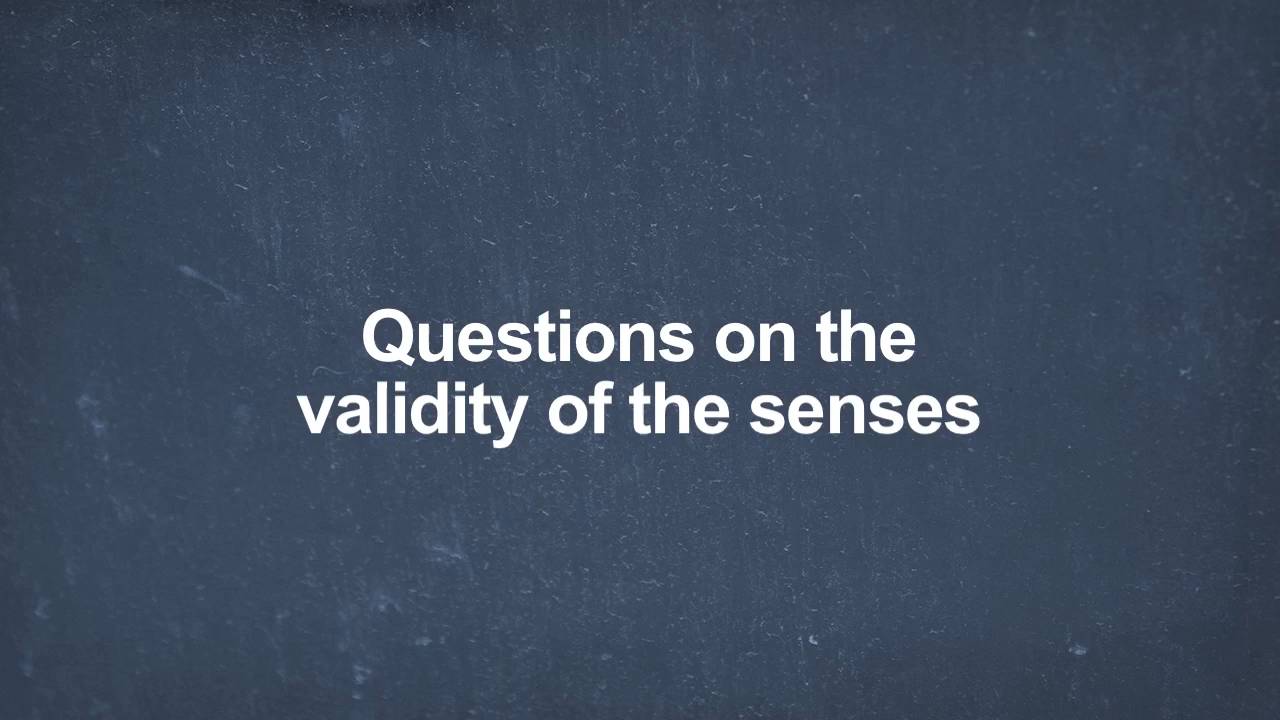 Questions on the
validity of the senses